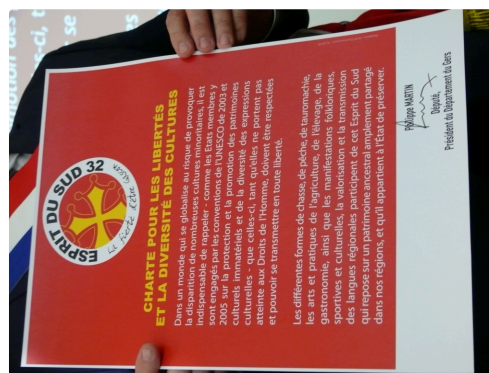 ESPRIT DU SUD 32
La fierté d'être uni
CHARTE POUR LES LIBERTÉS
ET LA DIVERSITÉ DES CULTURES
Dans un monde qui se globalise au risque de provoquer
la disparition de nombreuses cultures minoritaires, il est
indispensable de rappeler - comme les Etats membres y
sont engagés par les conventions de l'UNESCO de 2003 et
2005 sur la protection et la promotion des patrimoines
culturels immatériels et de la diversité des expressions
culturelles - que celles-ci, tant qu'elles ne portent pas
atteinte aux Droits de l'Homme, doivent être respectées
et pouvoir se transmettre en toute liberté.
Les différentes formes de chasse, de pêche, de tauromachie,
les arts et pratiques de l'agriculture, de l'élevage, de la
gastronomie, ainsi que les manifestations folkloriques,
sportives et culturelles, la valorisation et la transmission
des langues régionales participent de cet Esprit du Sud
qui repose sur un patrimoine ancestral amplement partagé
dans nos régions, et qu'il appartient à l'État de préserver.
Philippe MARTIN
Député,
Président du Département du Gers